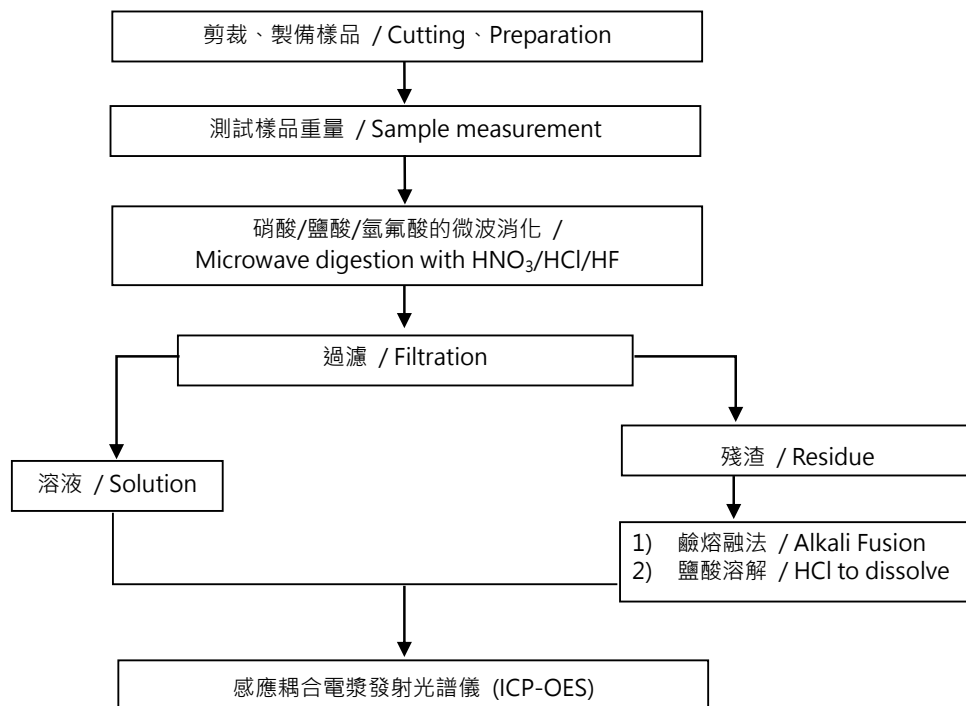 剪裁、製備樣品 / Cutting、Preparation
測試樣品重量 / Sample measurement
硝酸/鹽酸/氫氟酸的微波消化 /
Microwave digestion with HNO₃/HCl/HF
過濾 / Filtration
溶液 / Solution
殘渣 / Residue
1) 鹼熔融法 / Alkali Fusion
2) 鹽酸溶解 / HCl to dissolve
感應耦合電漿發射光譜儀 (ICP-OES)